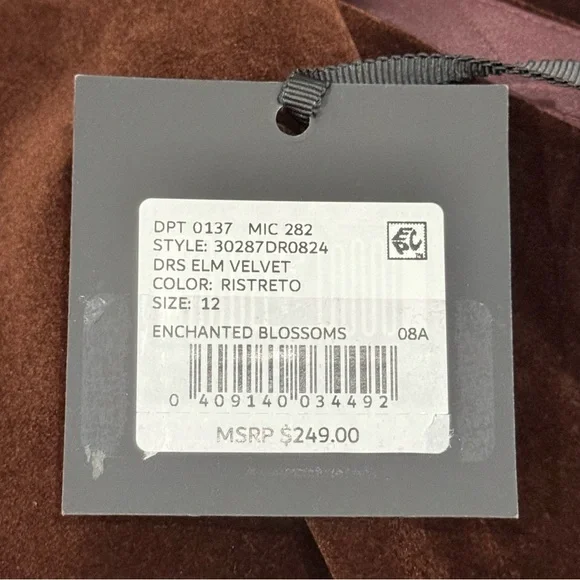 DPT 0137 MIC 282
STYLE: 30287DR0824
DRS ELM VELVET
COLOR: RISTRETO
SIZE: 12
ENCHANTED BLOSSOMS 08A
0 409140 034492
MSRP $249.00